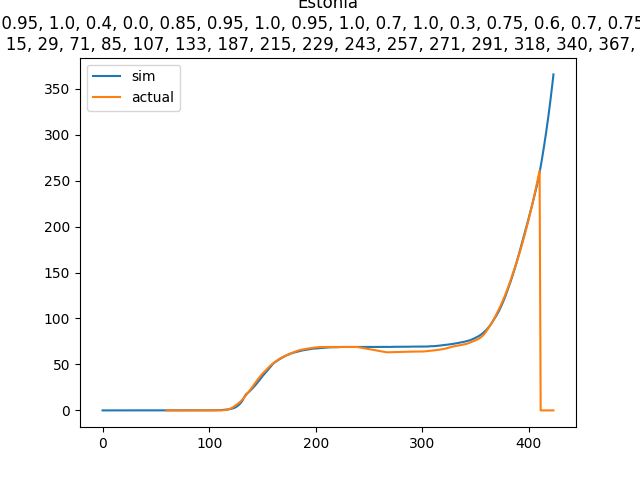 Estonia
0.95, 1.0, 0.4, 0.0, 0.85, 0.95, 1.0, 0.95, 1.0, 0.7, 1.0, 0.3, 0.75, 0.6, 0.7, 0.75
15, 29, 71, 85, 107, 133, 187, 215, 229, 243, 257, 271, 291, 318, 340, 367,
sim
actual
350
300
250
200
150
100
50
0
0 100 200 300 400